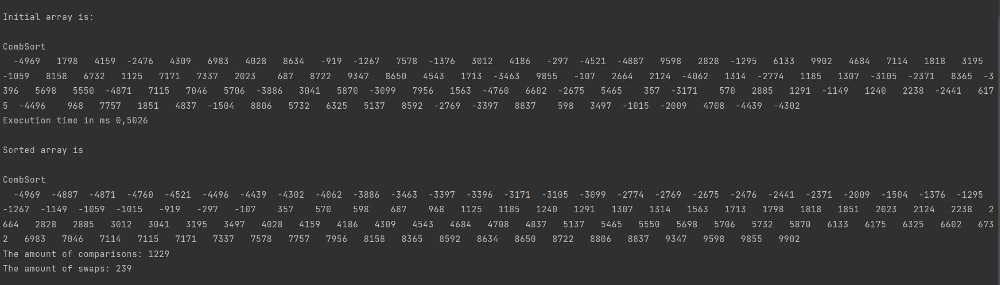 Initial array is:
CombSort
-4969 1798 4159 -2476 4309 6983 4028 8634 -919 -1267 7578 -1376 3012 4186 -297 -4521 -4887 9598 2828 -1295 6133 9902 4684 7114 1818 3195
-1059 8158 6732 1125 7171 7337 2023 687 8722 9347 8650 4543 1713 -3463 9855 -107 2664 2124 -4062 1314 -2774 1185 1307 -3105 -2371 8365 -3
396 5698 5550 -4871 7115 7046 5706 -3886 3041 5870 -3099 7956 1563 -4760 6602 -2675 5465 357 -3171 570 2885 1291 -1149 1240 2238 -2441 617
5 -4496 968 7757 1851 4837 -1504 8806 5732 6325 5137 8592 -2769 -3397 8837 598 3497 -1015 -2009 4708 -4439 -4302
Execution time in ms 0,5026
Sorted array is
CombSort
-4969 -4887 -4871 -4760 -4521 -4496 -4439 -4302 -4062 -3886 -3463 -3397 -3396 -3171 -3105 -3099 -2774 -2769 -2675 -2476 -2441 -2371 -2009 -1504 -1376 -1295
-1267 -1149 -1059 -1015 -919 -297 -107 357 570 598 687 968 1125 1185 1240 1291 1307 1314 1563 1713 1798 1818 1851 2023 2124 2238 2
664 2828 2885 3012 3041 3195 3497 4028 4159 4186 4309 4543 4684 4708 4837 5137 5465 5550 5698 5706 5732 5870 6133 6175 6325 6602 673
2 6983 7046 7114 7115 7171 7337 7578 7757 7956 8158 8365 8592 8634 8650 8722 8806 8837 9347 9598 9855 9902
The amount of comparisons: 1229
The amount of swaps: 239